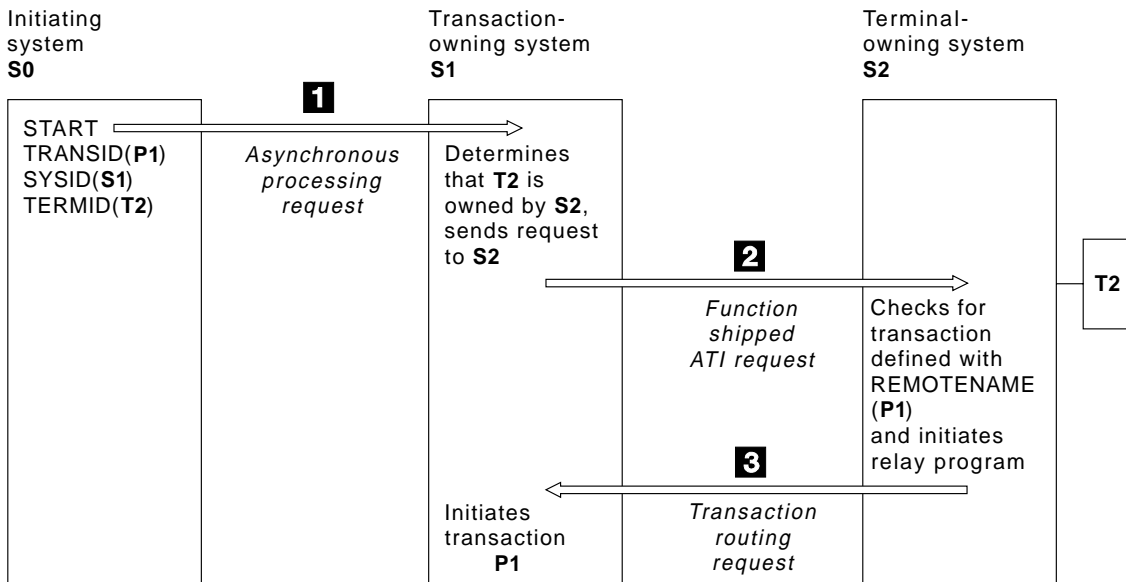 Initiating
system
S0
Transaction-
owning system
S1
Terminal-
owning system
S2
START
TRANSID(P1)
SYSID(S1)
TERMID(T2)
1
Asynchronous
processing
request
Determines
that T2 is
owned by S2,
sends request
to S2
2
Function
shipped
ATI request
Checks for
transaction
defined with
REMOTENAME
(P1)
and initiates
relay program
T2
3
Transaction
routing
request
Initiates
transaction
P1